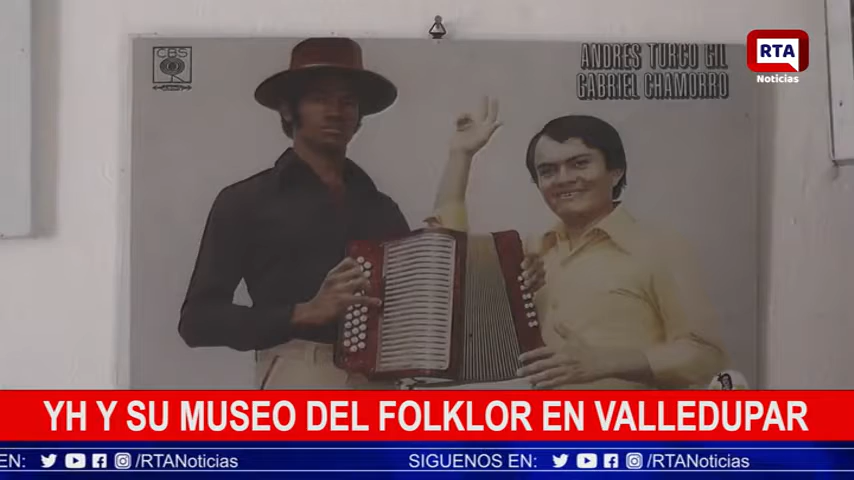 CBS
ANDRES TURCO GIL
GABRIEL CHAMORRO
RTA
Noticias
YH Y SU MUSEO DEL FOLKLOR EN VALLEDUPAR
EN: /RTANoticias
SIGUENOS EN: /RTANoticias